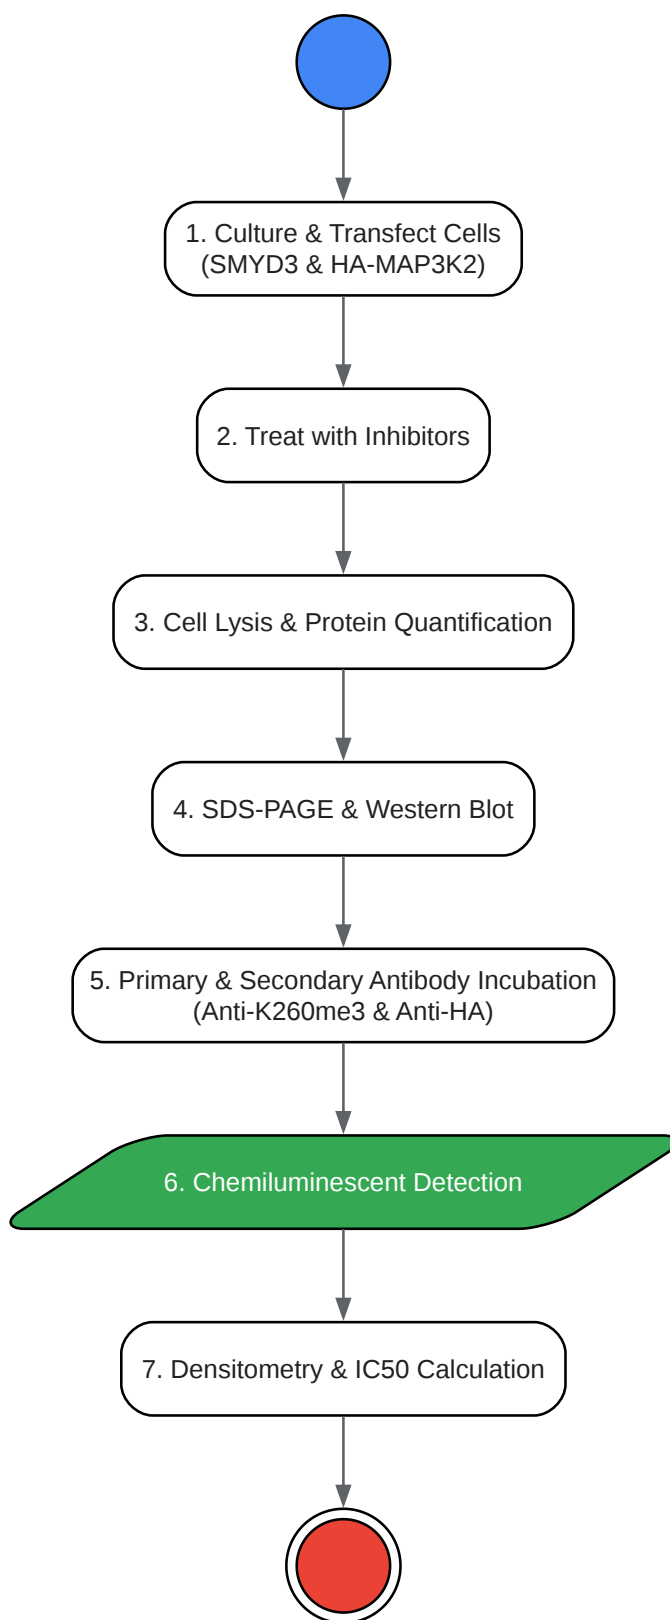 1. Culture & Transfect Cells
(SMYD3 & HA-MAP3K2)
2. Treat with Inhibitors
3. Cell Lysis & Protein Quantification
4. SDS-PAGE & Western Blot
5. Primary & Secondary Antibody Incubation
(Anti-K260me3 & Anti-HA)
6. Chemiluminescent Detection
7. Densitometry & IC50 Calculation